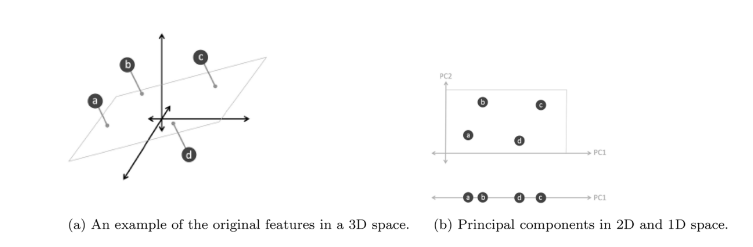 a
b
c
d
PC2
b
c
a
d
PC1
a b d c PC1
(a) An example of the original features in a 3D space.
(b) Principal components in 2D and 1D space.